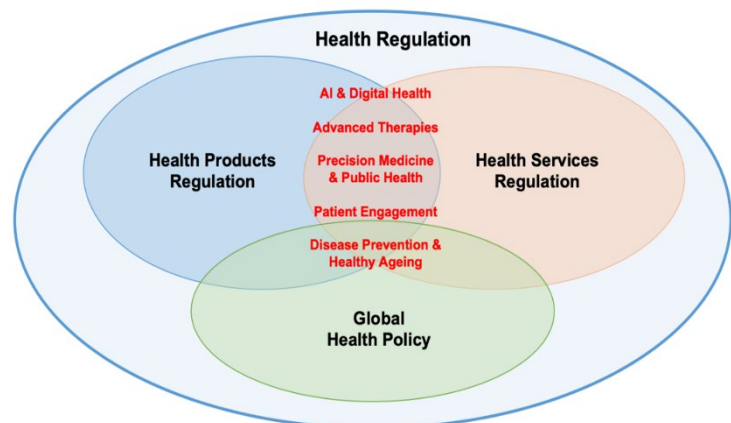 Health Regulation
AI & Digital Health
Advanced Therapies
Health Products
Regulation
Precision Medicine
& Public Health
Health Services
Regulation
Patient Engagement
Disease Prevention &
Healthy Ageing
Global
Health Policy